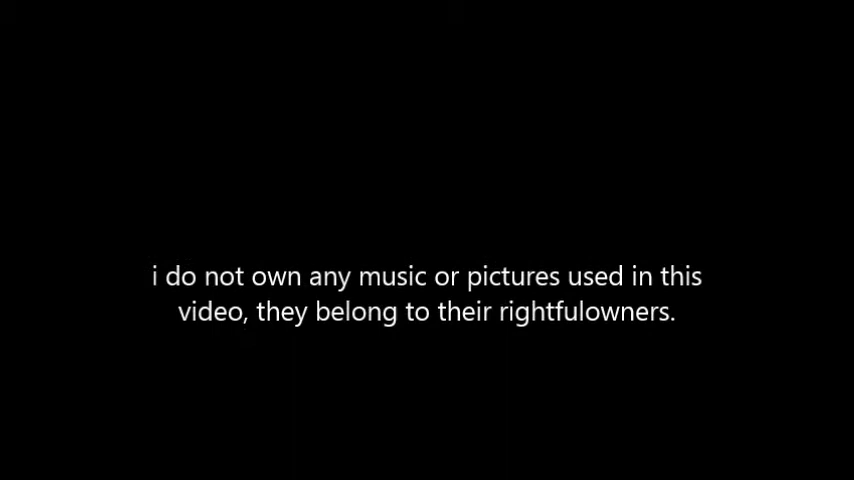 i do not own any music or pictures used in this
video, they belong to their rightfulowners.